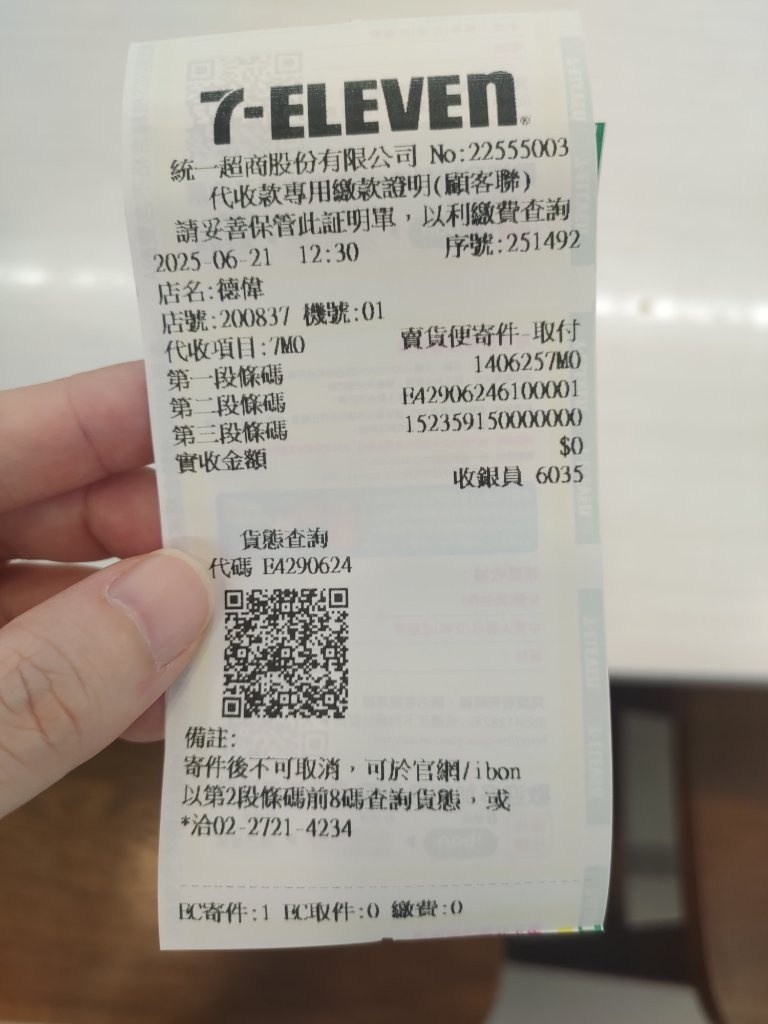 7-ELEVEN®
統一超商股份有限公司 No:22555003
代收款專用繳款證明(顧客聯)
請妥善保管此証明單，以利繳費查詢
2025-06-21 12:30 序號:251492
店名:德偉
店號:200837 機號:01
代收項目:7M0 賣貨便寄件-取付
第一段條碼 1406257M0
第二段條碼 E42906246100001
第三段條碼 152359150000000
實收金額 $0
收銀員 6035
貨態查詢
代碼 E4290624
備註:
寄件後不可取消，可於官網/ibon
以第2段條碼前8碼查詢貨態，或
*洽02-2721-4234
EC寄件:1 EC取件:0 繳費:0